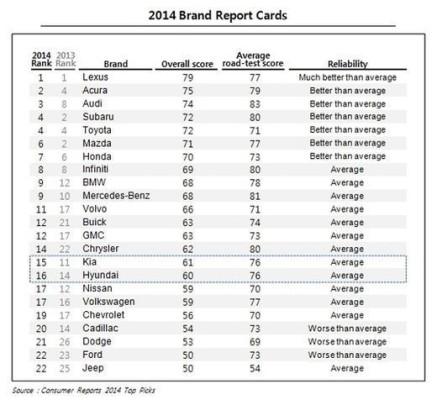 2014 Brand Report Cards
2014 Rank 2013 Rank Brand Overall score Average road-test score Reliability
1 1 Lexus 79 77 Much better than average
2 4 Acura 75 79 Better than average
3 8 Audi 74 83 Better than average
4 2 Subaru 72 80 Better than average
4 4 Toyota 72 71 Better than average
6 2 Mazda 71 77 Better than average
7 6 Honda 70 73 Better than average
8 8 Infiniti 69 80 Average
9 12 BMW 68 78 Average
9 10 Mercedes-Benz 68 81 Average
11 17 Volvo 66 71 Average
12 21 Buick 63 74 Average
12 17 GMC 63 73 Average
14 22 Chrysler 62 80 Average
15 11 Kia 61 76 Average
16 14 Hyundai 60 76 Average
17 12 Nissan 59 70 Average
17 16 Volkswagen 59 77 Average
19 17 Chevrolet 56 70 Average
20 14 Cadillac 54 73 Worse than average
21 26 Dodge 53 69 Worse than average
22 23 Ford 50 73 Worse than average
22 25 Jeep 50 54 Average
Source : Consumer Reports 2014 Top Picks